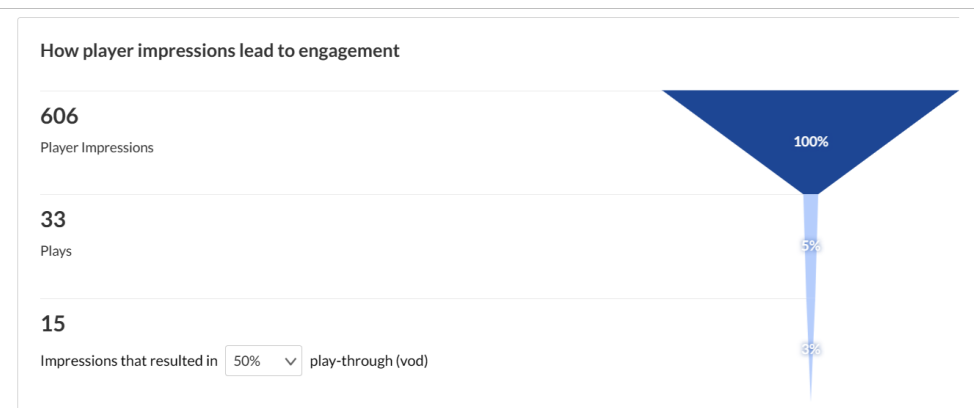 How player impressions lead to engagement
606
Player Impressions
100%
33
Plays
5%
15
Impressions that resulted in 50% play-through (vod)
3%